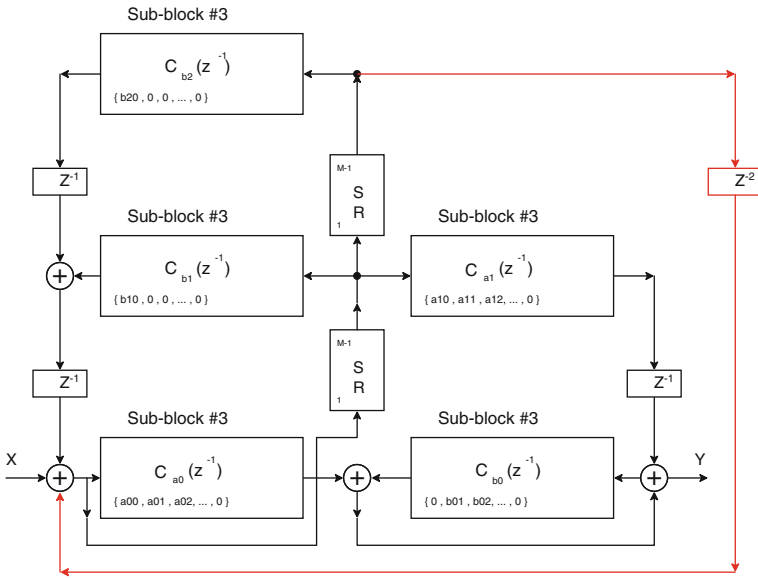 Sub-block #3
C b2 (z -1)
{ b20 , 0 , 0 , ... , 0 }
Z-1
M-1
S
R
1
Z-2
Sub-block #3
Sub-block #3
C b1 (z -1)
C a1 (z -1)
{ b10 , 0 , 0 , ... , 0 }
{ a10 , a11 , a12, ... , 0 }
M-1
S
R
1
Z-1
Z-1
Sub-block #3
Sub-block #3
X
Y
C a0 (z -1)
C b0 (z -1)
{ a00 , a01 , a02, ... , 0 }
{ 0 , b01 , b02, ... , 0 }